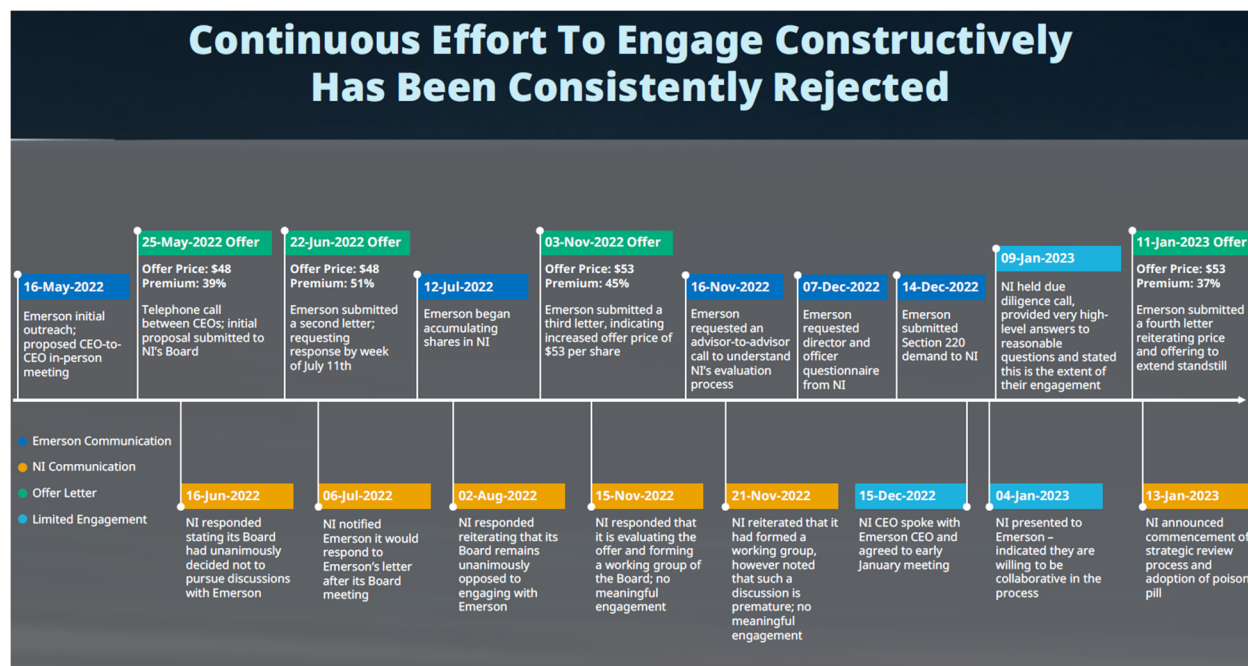 Continuous Effort To Engage Constructively
Has Been Consistently Rejected
16-May-2022
Emerson initial
outreach;
proposed CEO-to-
CEO in-person
meeting
25-May-2022 Offer
Offer Price: $48
Premium: 39%
Telephone call
between CEOs; initial
proposal submitted to
NI's Board
22-Jun-2022 Offer
Offer Price: $48
Premium: 51%
Emerson submitted
a second letter;
requesting
response by week
of July 11th
12-Jul-2022
Emerson began
accumulating
shares in NI
03-Nov-2022 Offer
Offer Price: $53
Premium: 45%
Emerson submitted a
third letter, indicating
increased offer price of
$53 per share
16-Nov-2022
Emerson
requested an
advisor-to-advisor
call to understand
NI's evaluation
process
07-Dec-2022
Emerson
requested
director and
officer
questionnaire
from NI
14-Dec-2022
Emerson
submitted
Section 220
demand to NI
09-Jan-2023
NI held due
diligence call,
provided very high-
level answers to
reasonable
questions and stated
this is the extent of
their engagement
11-Jan-2023 Offer
Offer Price: $53
Premium: 37%
Emerson submitted
a fourth letter
reiterating price
and offering to
extend standstill
Emerson Communication
NI Communication
Offer Letter
Limited Engagement
16-Jun-2022
NI responded
stating its Board
had unanimously
decided not to
pursue discussions
with Emerson
06-Jul-2022
NI notified
Emerson it would
respond to
Emerson's letter
after its Board
meeting
02-Aug-2022
NI responded
reiterating that its
Board remains
unanimously
opposed to
engaging with
Emerson
15-Nov-2022
NI responded that
it is evaluating the
offer and forming
a working group of
the Board; no
meaningful
engagement
21-Nov-2022
NI reiterated that it
had formed a
working group,
however noted
that such a
discussion is
premature; no
meaningful
engagement
15-Dec-2022
NI CEO spoke with
Emerson CEO and
agreed to early
January meeting
04-Jan-2023
NI presented to
Emerson –
indicated they are
willing to be
collaborative in the
process
13-Jan-2023
NI announced
commencement of
strategic review
process and
adoption of poison
pill